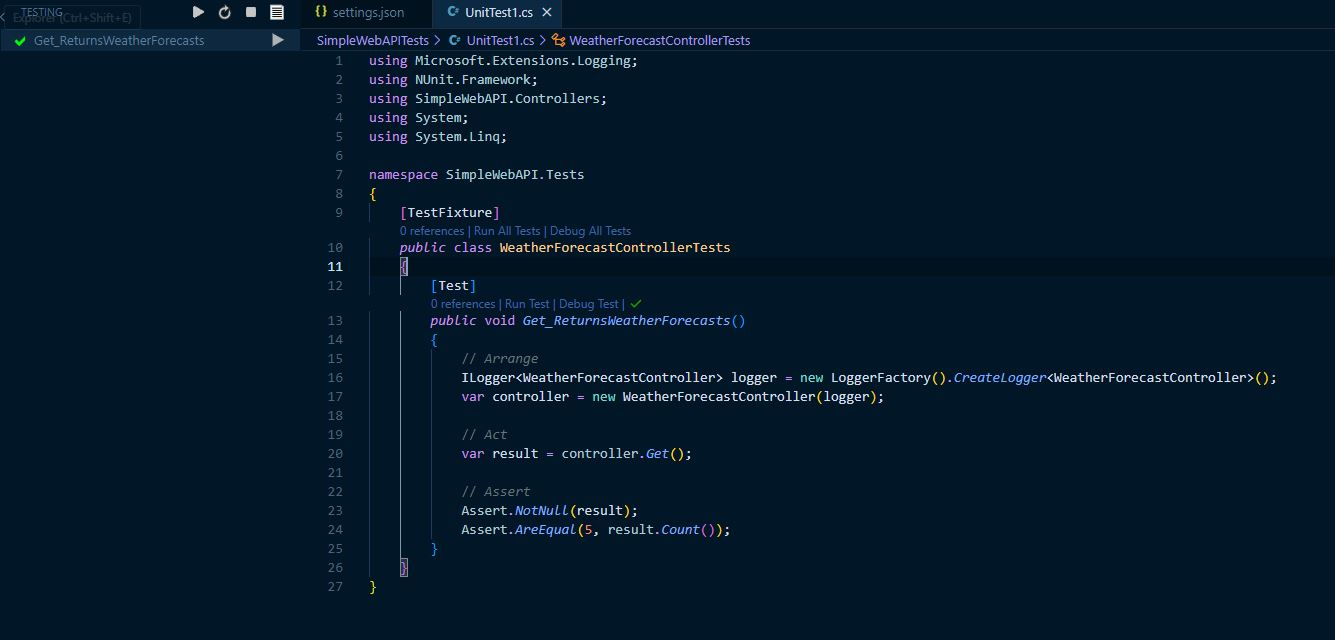 TESTING
Explorer (Ctrl+Shift+E)
Get_ReturnsWeatherForecasts
{} settings.json
C# UnitTest1.cs ✕
SimpleWebAPITests > C# UnitTest1.cs > WeatherForecastControllerTests
1 using Microsoft.Extensions.Logging;
2 using NUnit.Framework;
3 using SimpleWebAPI.Controllers;
4 using System;
5 using System.Linq;
6
7 namespace SimpleWebAPI.Tests
8 {
9 [TestFixture]
0 references | Run All Tests | Debug All Tests
10 public class WeatherForecastControllerTests
11 {
12 [Test]
0 references | Run Test | Debug Test | ✓
13 public void Get_ReturnsWeatherForecasts()
14 {
15 // Arrange
16 ILogger<WeatherForecastController> logger = new LoggerFactory().CreateLogger<WeatherForecastController>();
17 var controller = new WeatherForecastController(logger);
18
19 // Act
20 var result = controller.Get();
21
22 // Assert
23 Assert.NotNull(result);
24 Assert.AreEqual(5, result.Count());
25 }
26 }
27 }